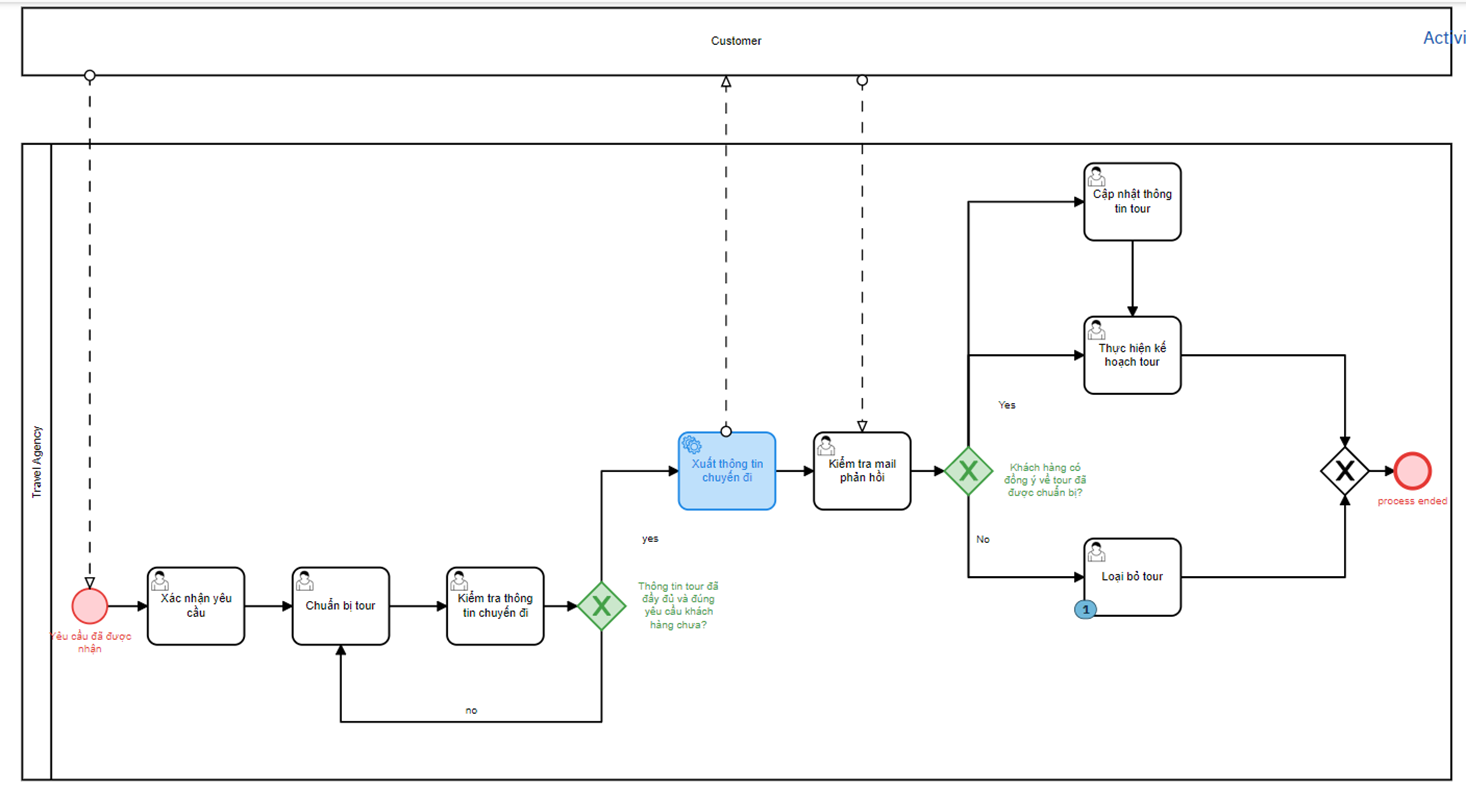 Customer
Activi
Travel Agency
Yêu cầu đã được
nhận
Xác nhận yêu
cầu
Chuẩn bị tour
Kiểm tra thông
tin chuyến đi
Thông tin tour đã
đầy đủ và đúng
yêu cầu khách
hàng chưa?
no
yes
Xuất thông tin
chuyến đi
Kiểm tra mail
phản hồi
Khách hàng có
đồng ý về tour đã
được chuẩn bị?
Yes
No
Cập nhật thông
tin tour
Thực hiện kế
hoạch tour
Loại bỏ tour
1
process ended